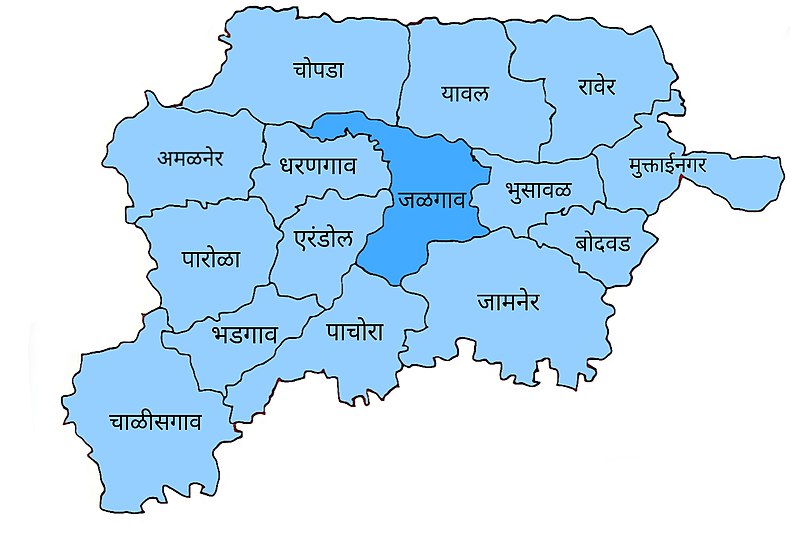 चोपडा
यावल
रावेर
अमळनेर
धरणगाव
जळगाव
भुसावळ
मुक्ताईनगर
पारोळा
एरंडोल
बोदवड
जामनेर
भडगाव
पाचोरा
चाळीसगाव